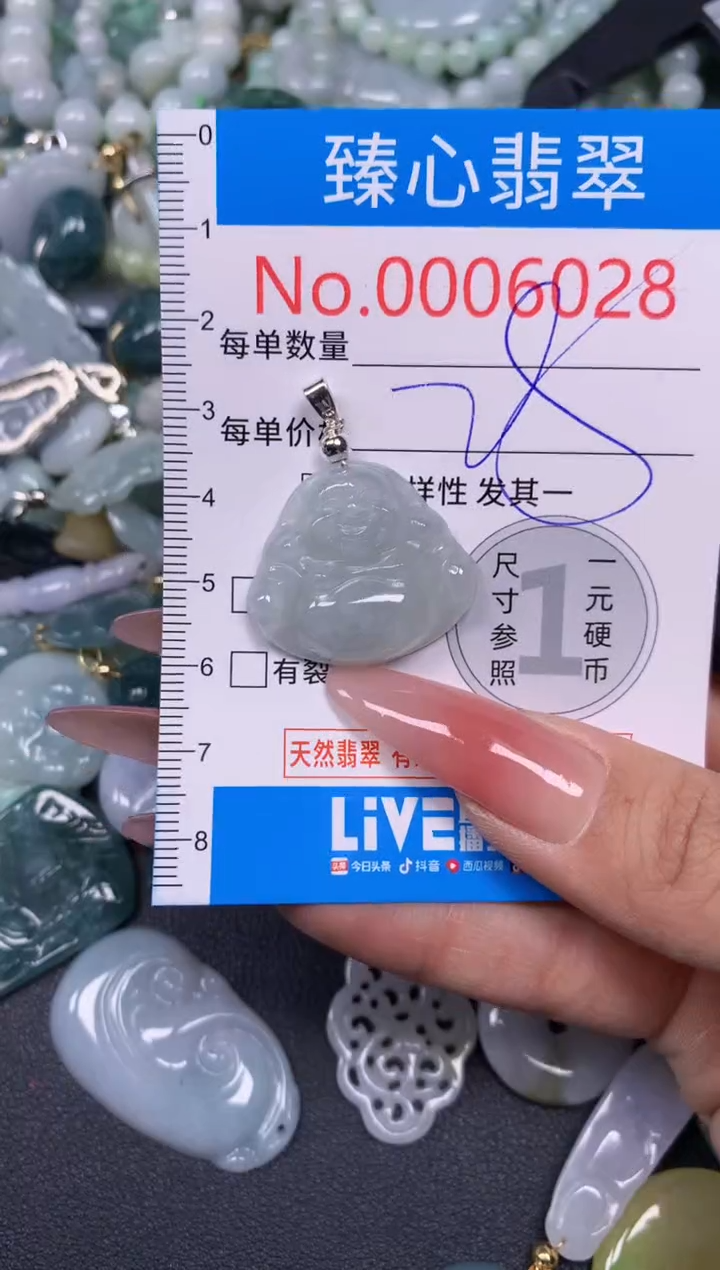 臻心翡翠
No.0006028
每单数量
每单价
样性 发其一
尺寸参照
1
一元硬币
有裂
天然翡翠 有
LiVE
今日头条 抖音 西瓜视频
0
1
2
3
4
5
6
7
8